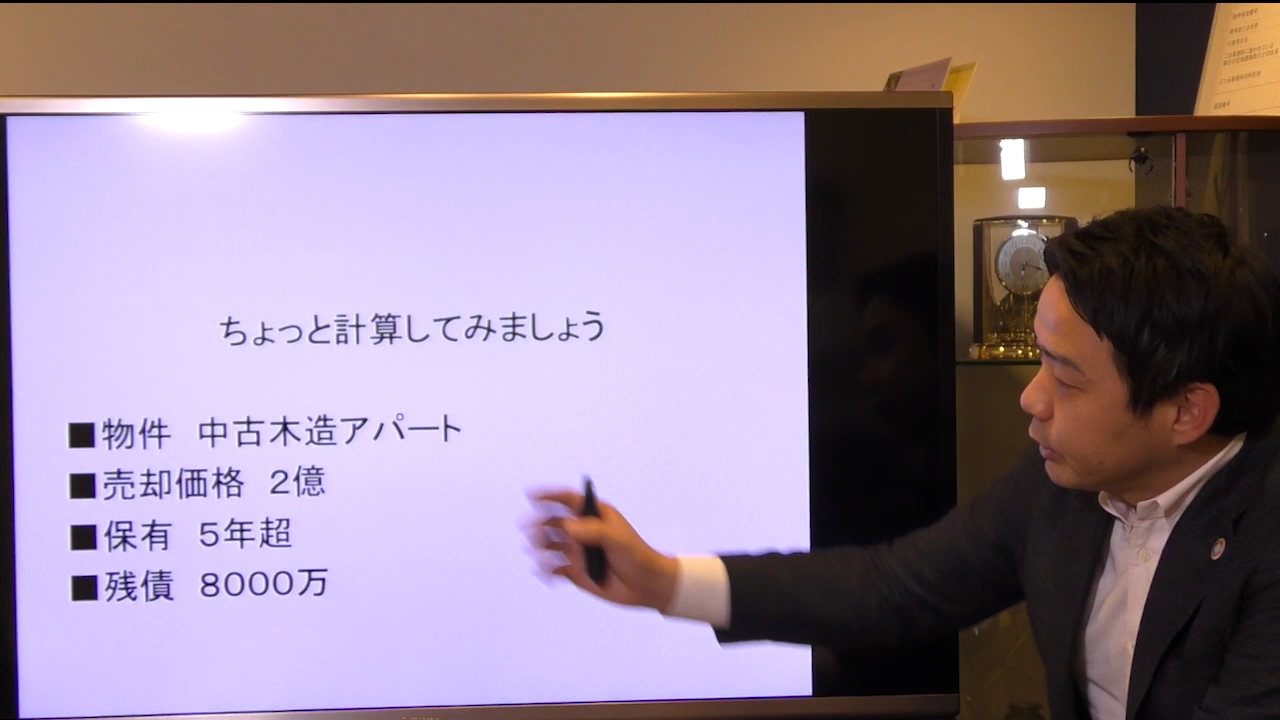 ちょっと計算してみましょう
■物件 中古木造アパート
■売却価格 2億
■保有 5年超
■残債 8000万